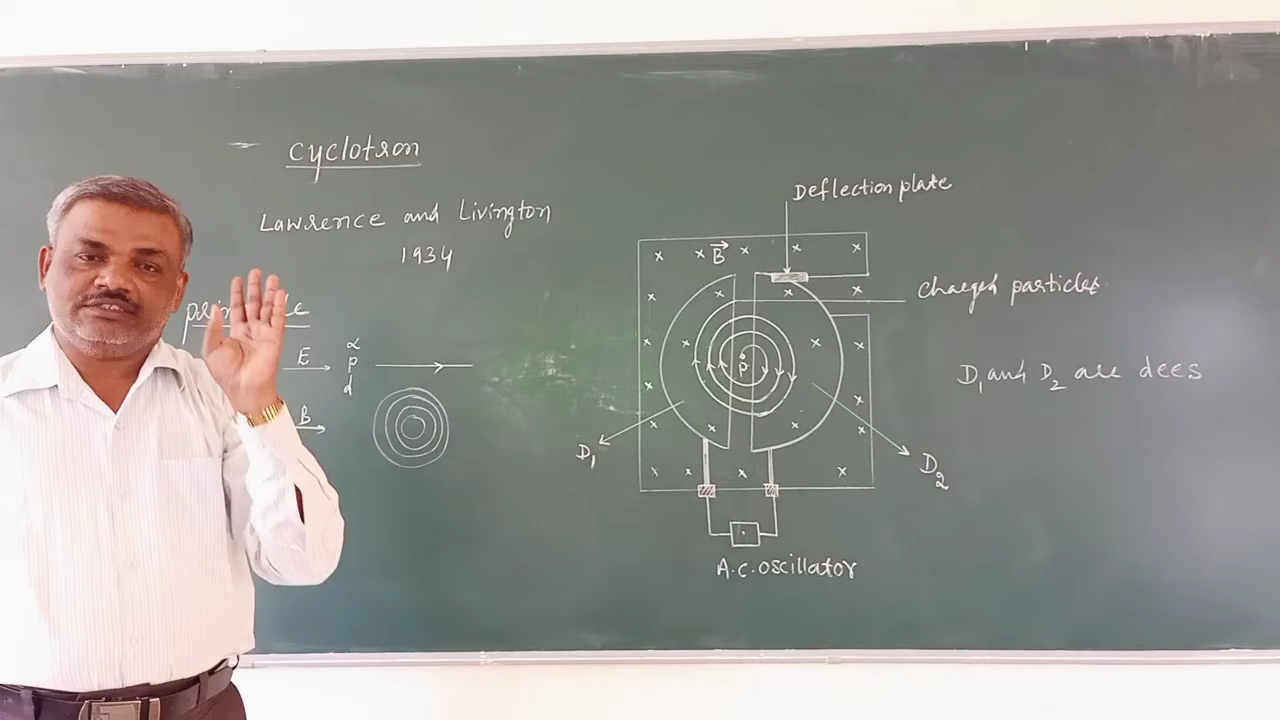 Cyclotron
Lawrence and Livington
1934
E
α
p
d
B
Deflection plate
B
charged particles
P
D1 and D2 are dees
D1
D2
A.C. oscillator